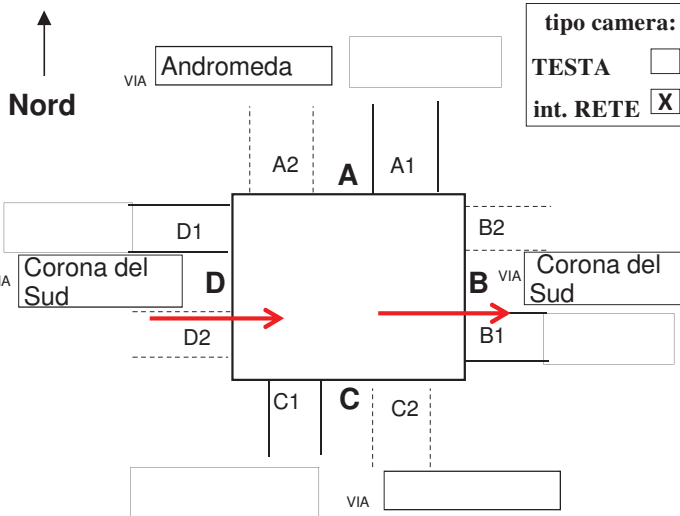 tipo camera:
TESTA
int. RETE X
VIA Andromeda
Nord
A2 A A1
D1 B2
VIA Corona del
Sud
D B
VIA Corona del
Sud
D2 B1
C1 C C2
VIA